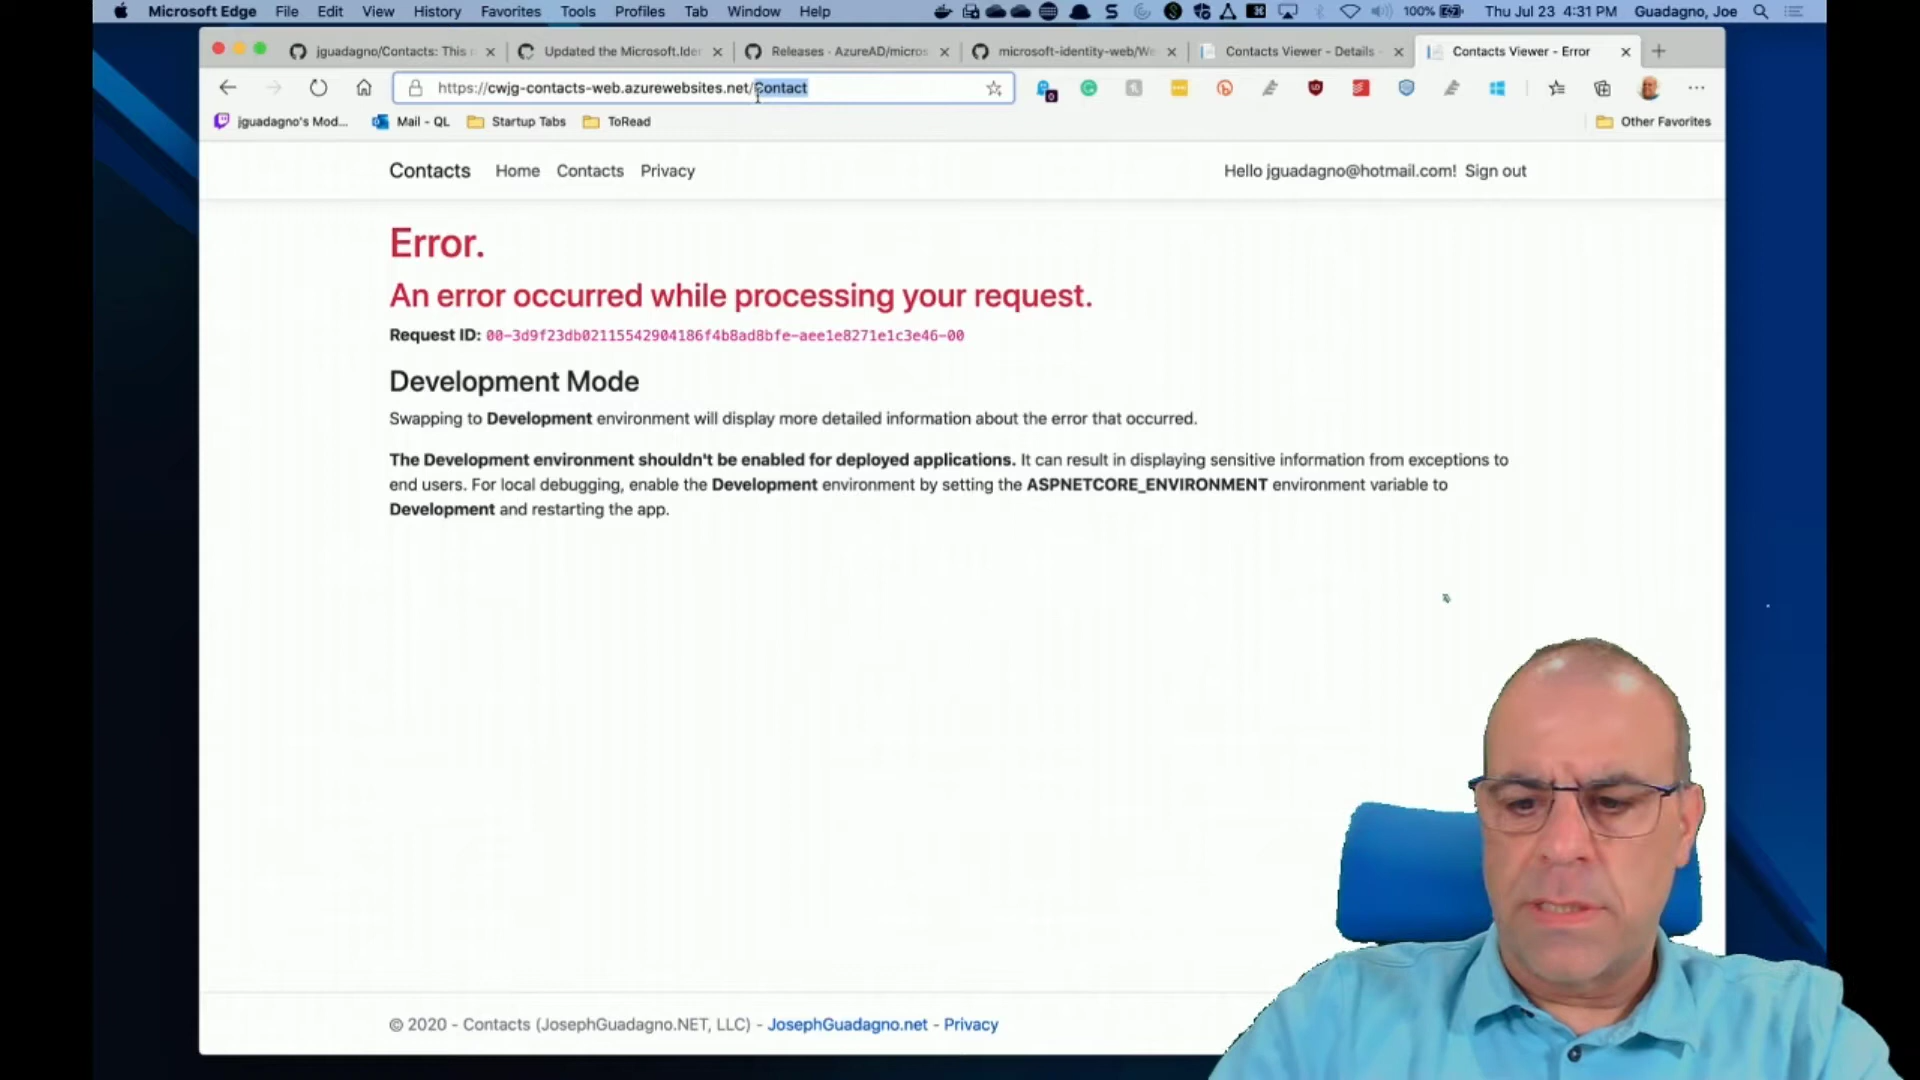 Microsoft Edge File Edit View History Favorites Tools Profiles Tab Window Help 100% Thu Jul 23 4:31 PM Guadagno, Joe
jguadagno/Contacts: This Updated the Microsoft.Ide Releases · AzureAD/micros microsoft-identity-web/We Contacts Viewer - Details Contacts Viewer - Error
https://cwjg-contacts-web.azurewebsites.net/Contact
jguadagno's Mod... Mail - QL Startup Tabs ToRead Other Favorites
Contacts Home Contacts Privacy Hello jguadagno@hotmail.com! Sign out
Error.
An error occurred while processing your request.
Request ID: 00-3d9f23db02115542904186f4b8ad8bfe-aee1e8271e1c3e46-00
Development Mode
Swapping to Development environment will display more detailed information about the error that occurred.
The Development environment shouldn't be enabled for deployed applications. It can result in displaying sensitive information from exceptions to
end users. For local debugging, enable the Development environment by setting the ASPNETCORE_ENVIRONMENT environment variable to
Development and restarting the app.
© 2020 - Contacts (JosephGuadagno.NET, LLC) - JosephGuadagno.net - Privacy